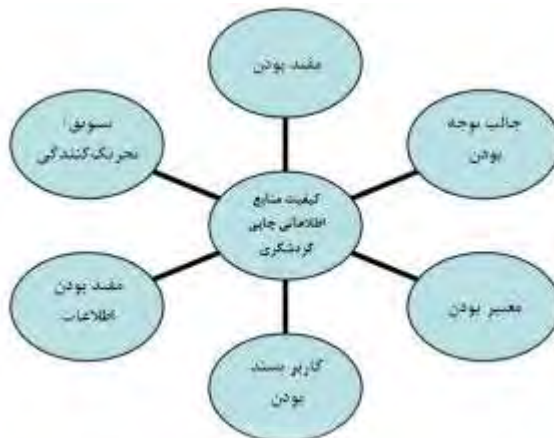 مفید بودن
جالب توجه
بودن
معتبر بودن
کاربر پسند
بودن
مفید بودن
اطلاعات
تشویق/
تحریک‌کنندگی
کیفیت منابع
اطلاعاتی چاپی
گردشگری